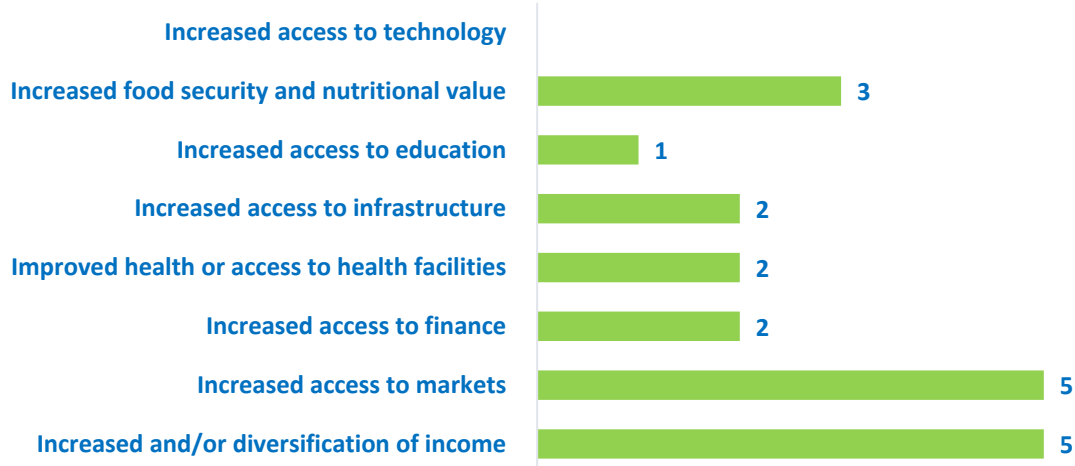 Increased access to technology
Increased food security and nutritional value 3
Increased access to education 1
Increased access to infrastructure 2
Improved health or access to health facilities 2
Increased access to finance 2
Increased access to markets 5
Increased and/or diversification of income 5